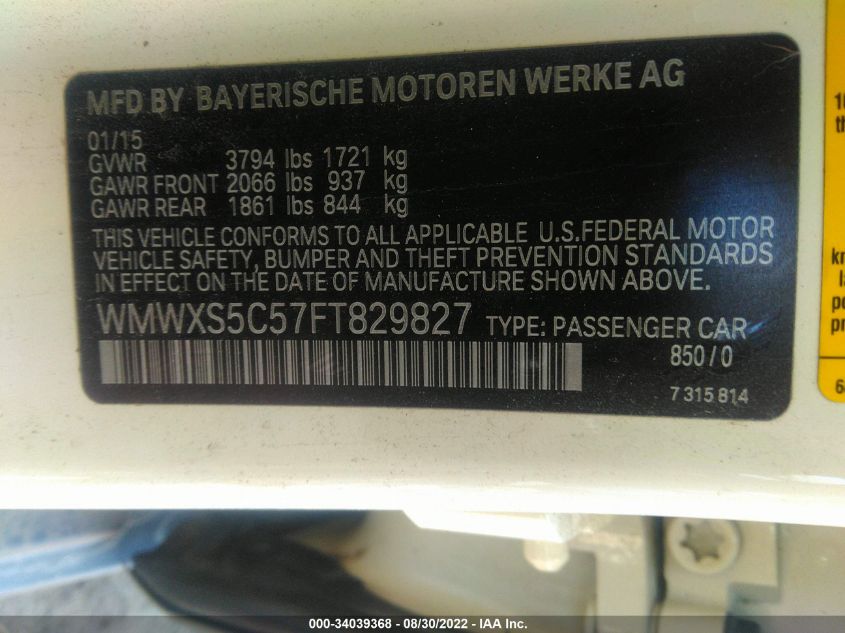 MFD BY BAYERISCHE MOTOREN WERKE AG
01/15
GVWR 3794 lbs 1721 kg
GAWR FRONT 2066 lbs 937 kg
GAWR REAR 1861 lbs 844 kg
THIS VEHICLE CONFORMS TO ALL APPLICABLE U.S.FEDERAL MOTOR
VEHICLE SAFETY, BUMPER AND THEFT PREVENTION STANDARDS
IN EFFECT ON THE DATE OF MANUFACTURE SHOWN ABOVE.
WMWXS5C57FT829827 TYPE: PASSENGER CAR
850/0
7 315 814
000-34039368 - 08/30/2022 - IAA Inc.